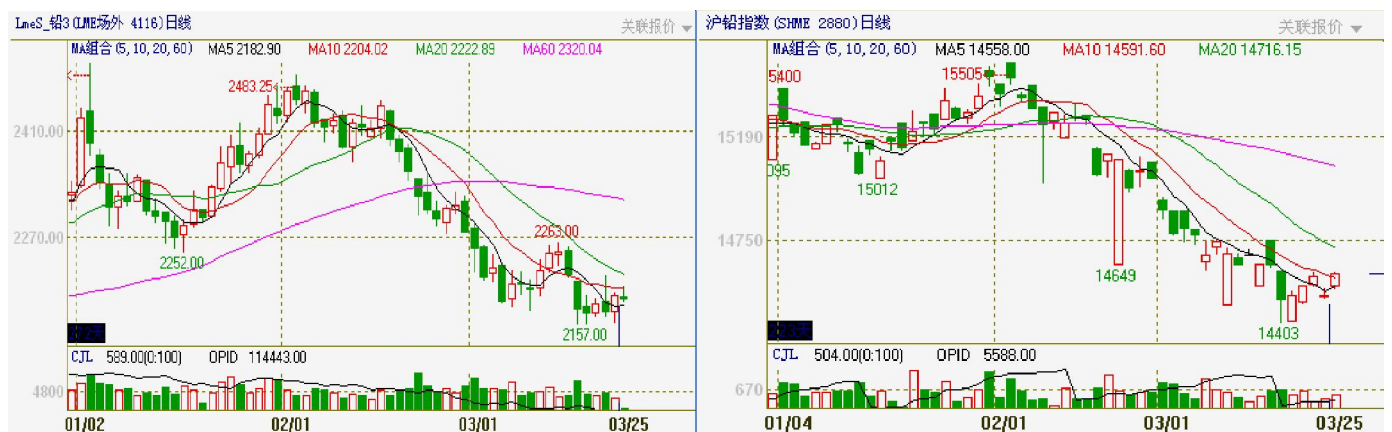 LmeS_铅3(LME场外 4116)日线
关联报价
MA组合(5,10,20,60) MA5 2182.90 MA10 2204.02 MA20 2222.89 MA60 2320.04
2483.25
2410.00
2270.00
2263.00
2252.00
2157.00
CJL 589.00(0:100) OPID 114443.00
4800
01/02 02/01 03/01 03/25
沪铅指数(SHME 2880)日线
关联报价
MA组合(5,10,20,60) MA5 14558.00 MA10 14591.60 MA20 14716.15
5400
15505
15190
095
15012
14750
14649
14403
223天
CJL 504.00(0:100) OPID 5588.00
670
01/04 02/01 03/01 03/25